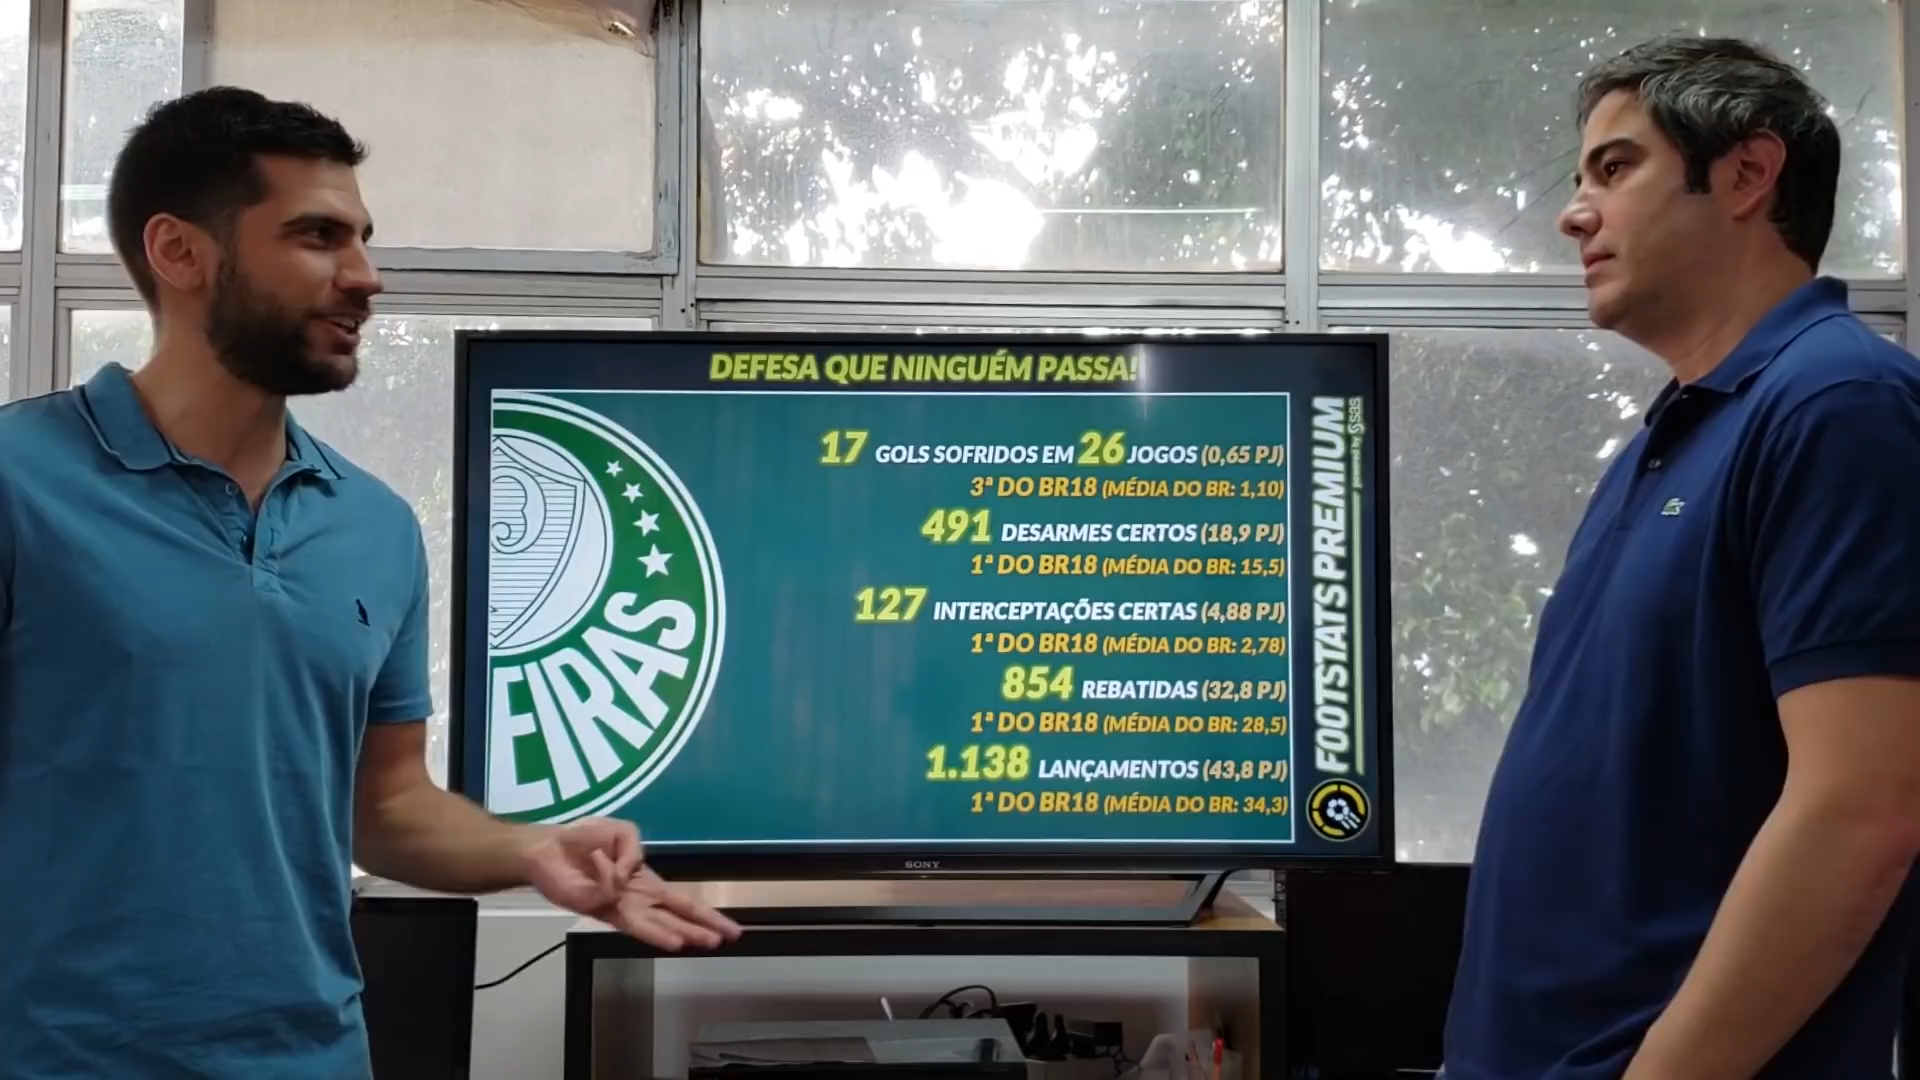 DEFESA QUE NINGUÉM PASSA!
17 GOLS SOFRIDOS EM 26 JOGOS (0,65 PJ)
3ª DO BR18 (MÉDIA DO BR: 1,10)
491 DESARMES CERTOS (18,9 PJ)
1ª DO BR18 (MÉDIA DO BR: 15,5)
127 INTERCEPTAÇÕES CERTAS (4,88 PJ)
1ª DO BR18 (MÉDIA DO BR: 2,78)
854 REBATIDAS (32,8 PJ)
1ª DO BR18 (MÉDIA DO BR: 28,5)
1.138 LANÇAMENTOS (43,8 PJ)
1ª DO BR18 (MÉDIA DO BR: 34,3)
EIRAS
FOOTSTATS PREMIUM
powered by sas
SONY